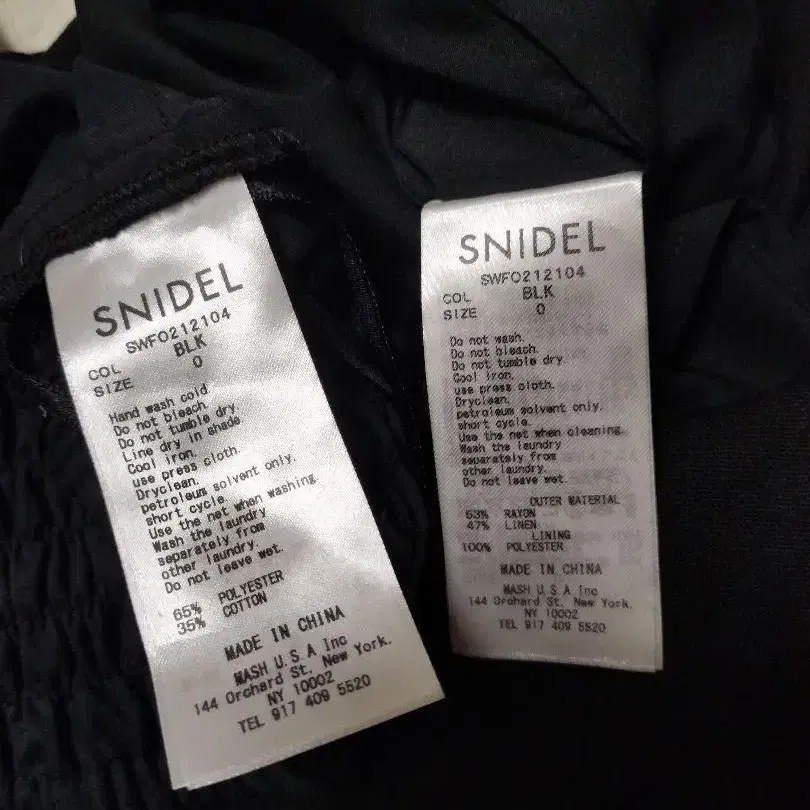 SNIDEL
SWFO212104
COL BLK
SIZE 0
Hand wash cold
Do not bleach.
Do not tumble dry
Line dry in shade
Cool iron.
use press cloth.
Dryclean.
petroleum solvent only.
short cycle.
Use the net when washing.
Wash the laundry
separately from
other laundry.
Do not leave wet.
65% POLYESTER
35% COTTON
MADE IN CHINA
MASH U.S.A Inc
144 Orchard St. New York.
NY 10002
TEL 917 409 5520
SNIDEL
SWFO212104
COL BLK
SIZE 0
Do not wash.
Do not bleach.
Do not tumble dry
Cool iron.
use press cloth.
Dryclean.
petroleum solvent only.
short cycle.
Use the net when cleaning.
Wash the laundry
separately from
other laundry.
Do not leave wet.
OUTER MATERIAL
53% RAYON
47% LINEN
LINING
100% POLYESTER
MADE IN CHINA
MASH U.S.A Inc
144 Orchard St. New York.
NY 10002
TEL 917 409 5520